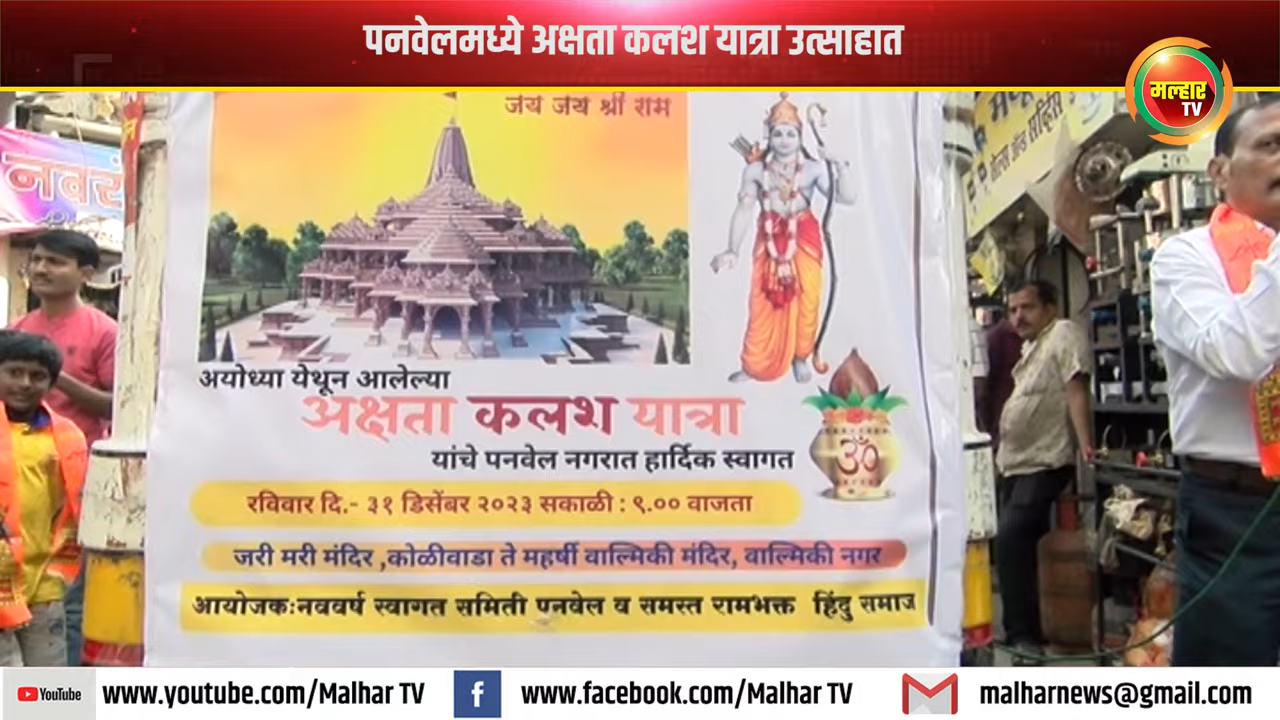 पनवेलमध्ये अक्षता कलश यात्रा उत्साहात
मल्हार
TV
जय जय श्री राम
नवरं
अयोध्या येथून आलेल्या
अक्षता कलश यात्रा
यांचे पनवेल नगरात हार्दिक स्वागत
ॐ
रविवार दि.- ३१ डिसेंबर २०२३ सकाळी : ९.०० वाजता
जरी मरी मंदिर ,कोळीवाडा ते महर्षी वाल्मिकी मंदिर, वाल्मिकी नगर
आयोजक:नववर्ष स्वागत समिती पनवेल व समस्त रामभक्त हिंदु समाज
YouTube www.youtube.com/Malhar TV www.facebook.com/Malhar TV malharnews@gmail.com